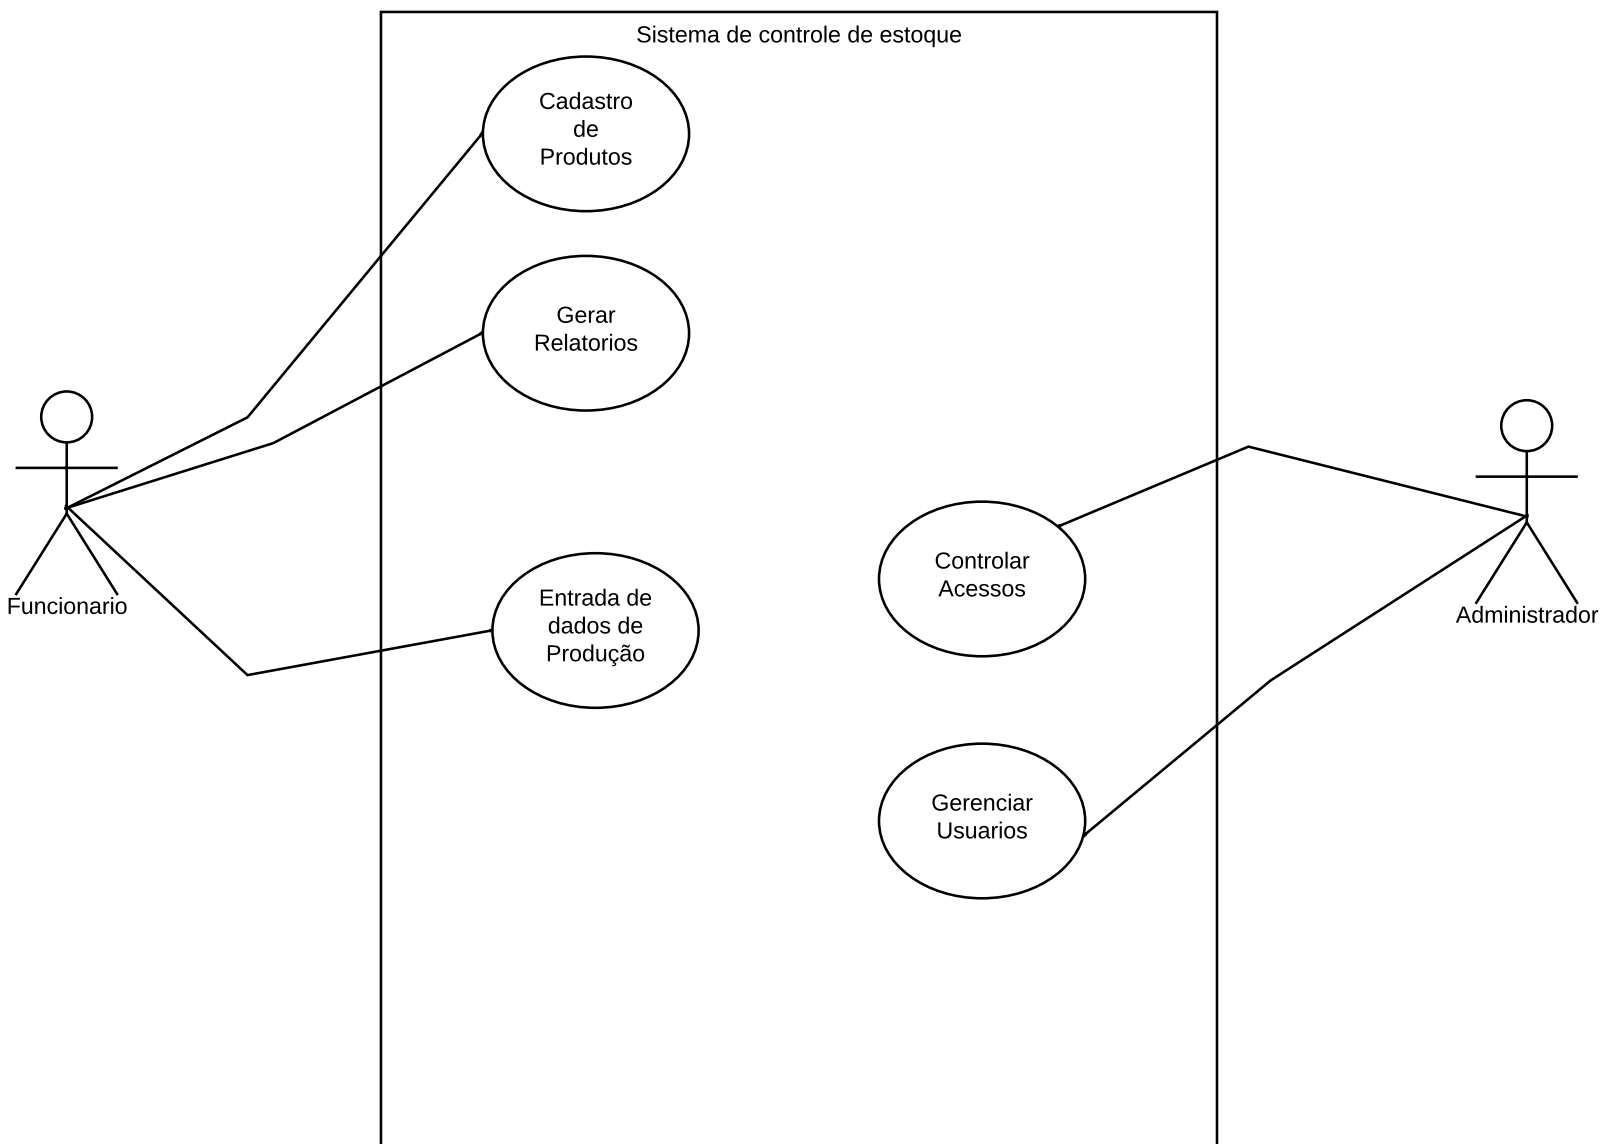 Sistema de controle de estoque
Cadastro
de
Produtos
Gerar
Relatorios
Funcionario
Entrada de
dados de
Produção
Controlar
Acessos
Administrador
Gerenciar
Usuarios